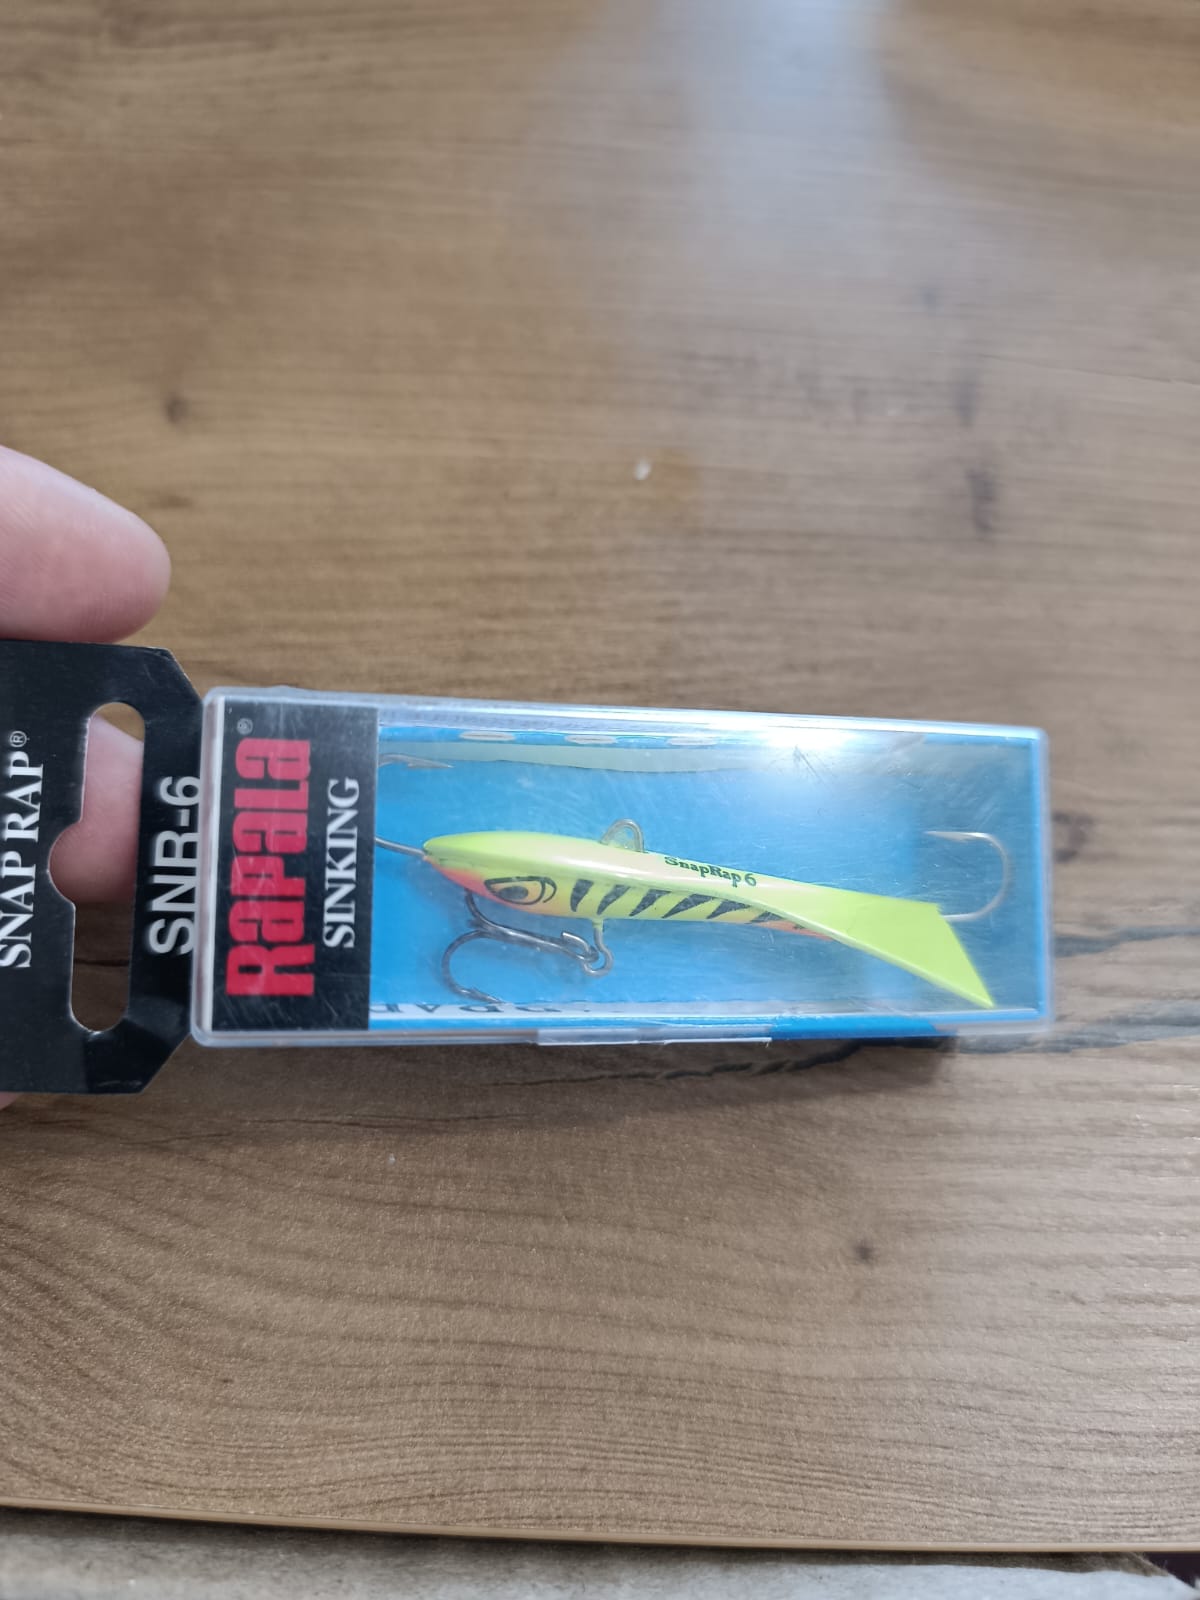 SNAP RAP®
SNR-6
RAPALA®
SINKING
SnapRap 6